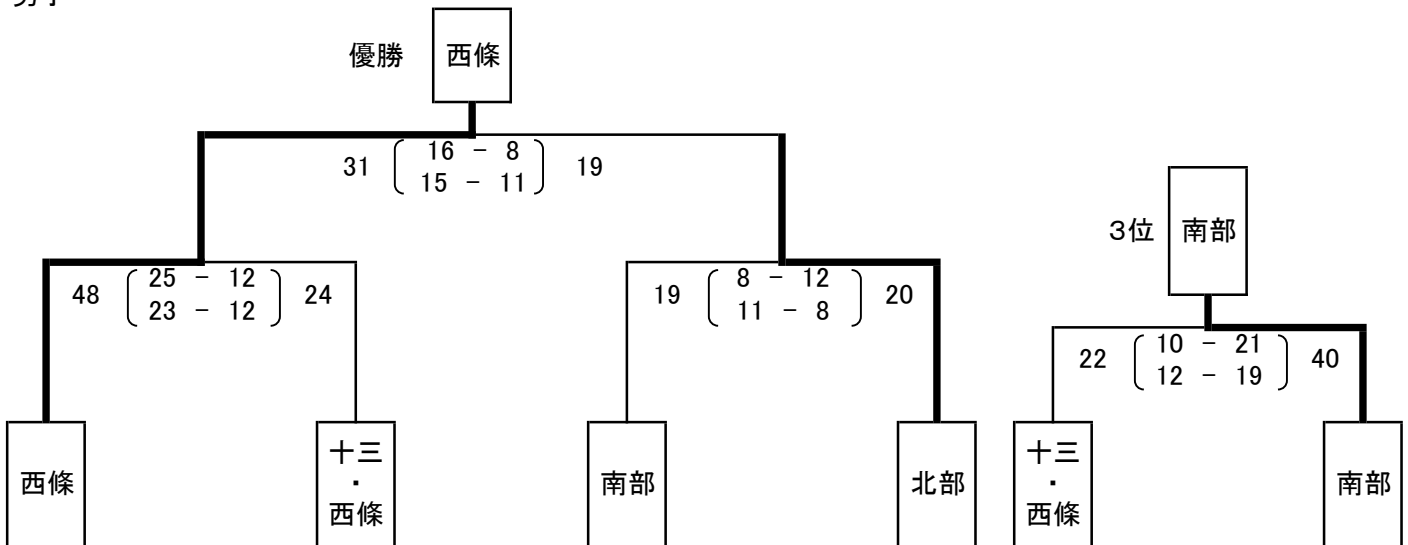 優勝 西條
31 16 － 8 19
15 － 11
3位 南部
48 25 － 12 24
23 － 12
19 8 － 12 20
11 － 8
22 10 － 21 40
12 － 19
西條
十三
・
西條
南部
北部
十三
・
西條
南部